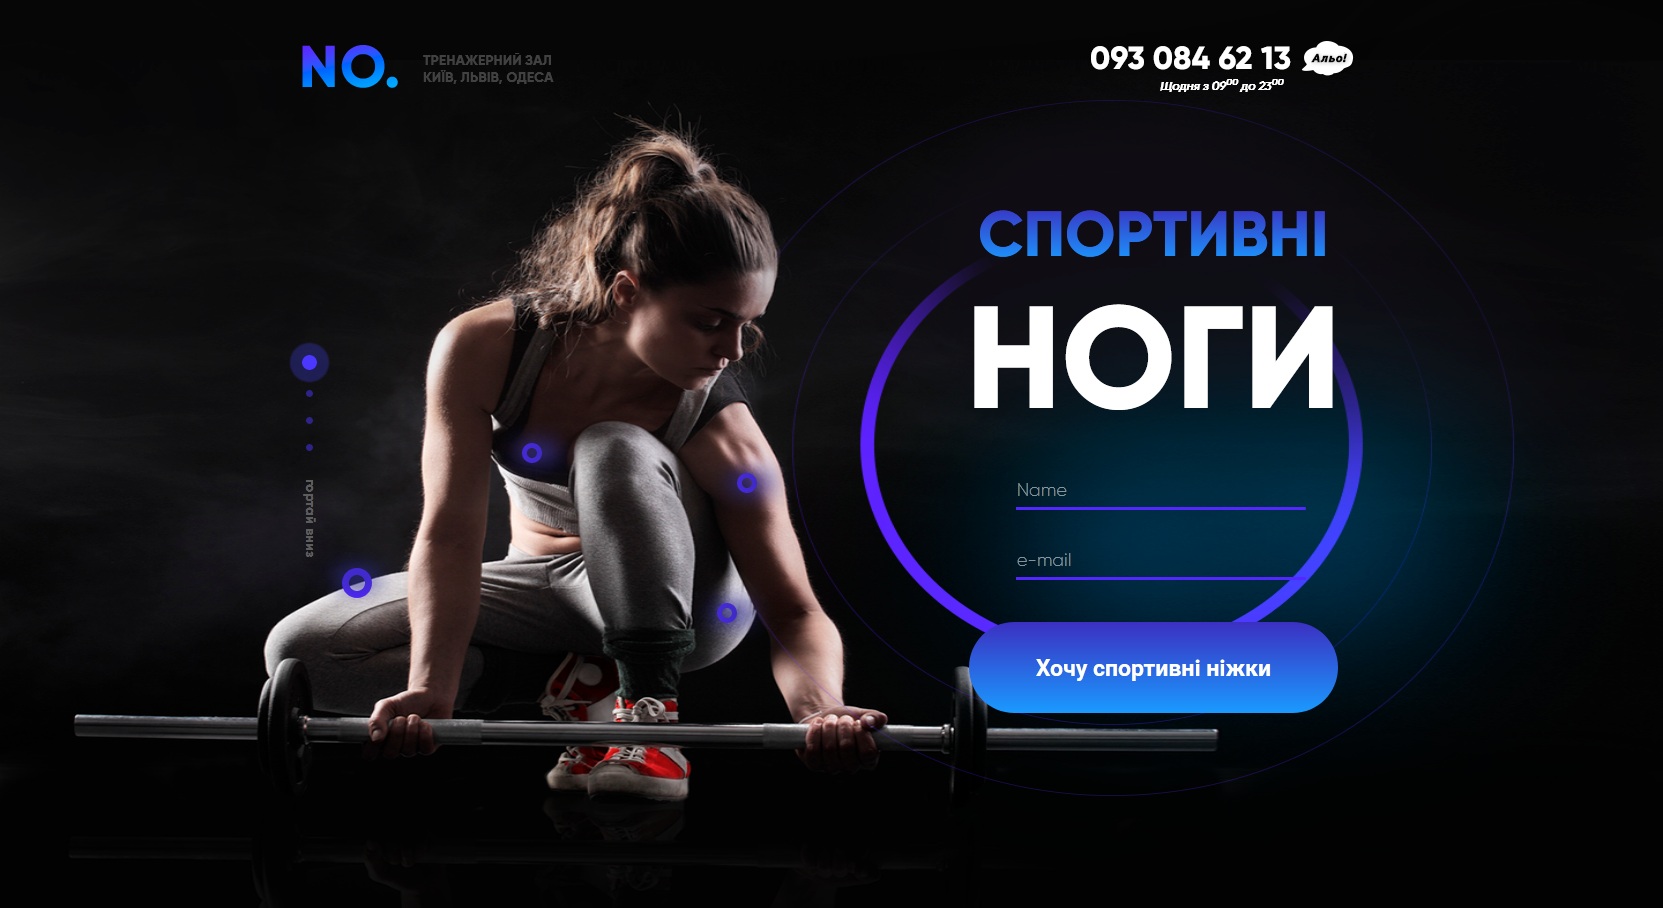 NO.
ТРЕНАЖЕРНИЙ ЗАЛ
КИЇВ, ЛЬВІВ, ОДЕСА
093 084 62 13
Альо!
Щодня з 09⁰⁰ до 23⁰⁰
СПОРТИВНІ
НОГИ
гортай вниз
Name
e-mail
Хочу спортивні ніжки